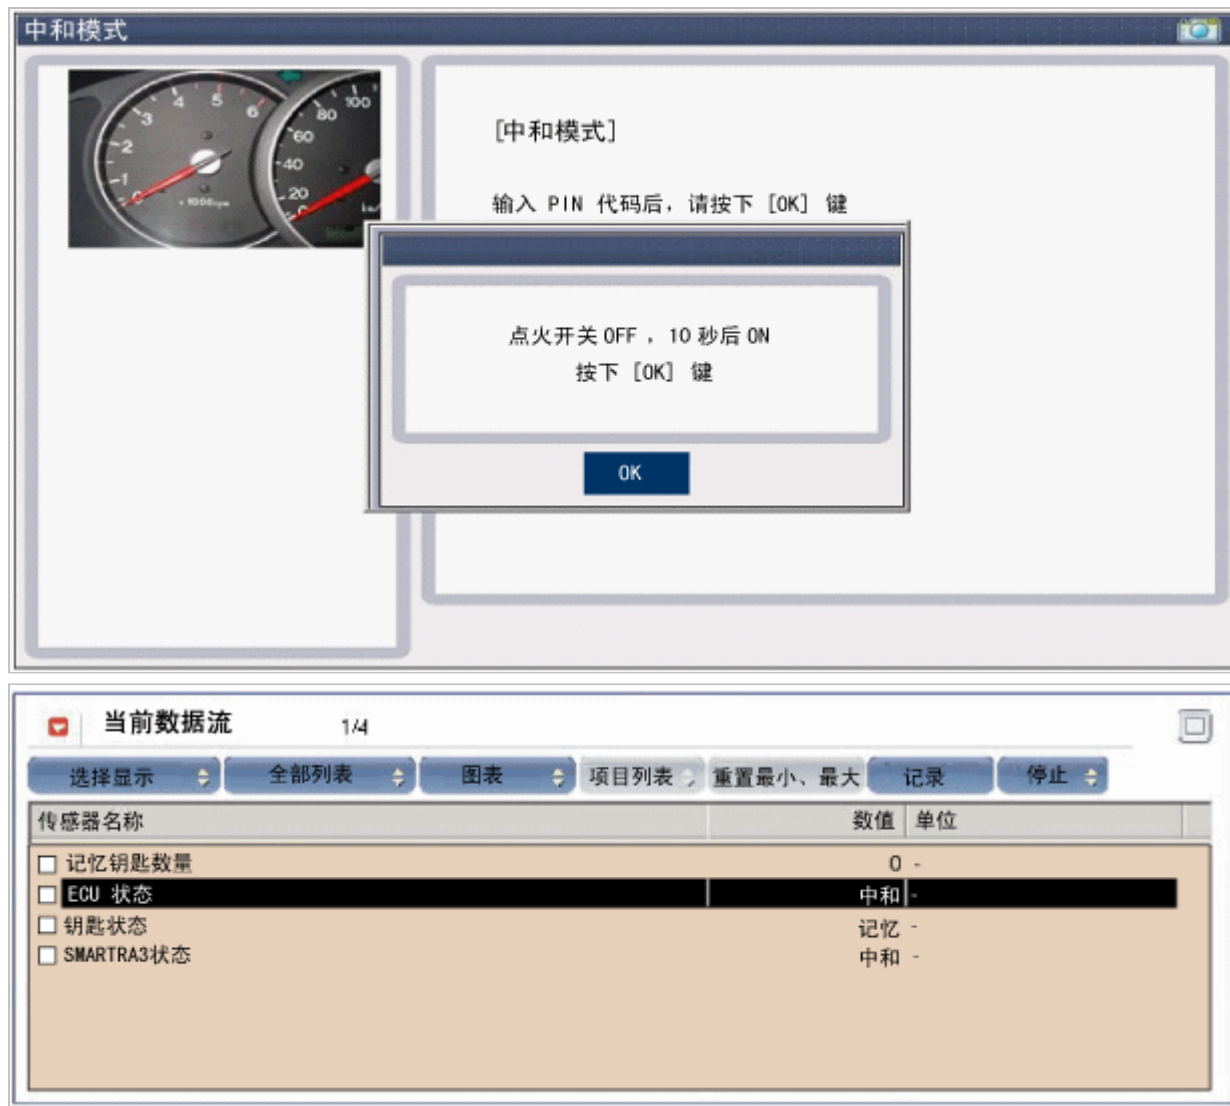 中和模式
[中和模式]
输入 PIN 代码后，请按下 [OK] 键
点火开关 OFF ，10 秒后 ON
按下 [OK] 键
OK
当前数据流 1/4
选择显示 全部列表 图表 项目列表 重置最小、最大 记录 停止
传感器名称 数值 单位
记忆钥匙数量 0 -
ECU 状态 中和 -
钥匙状态 记忆 -
SMARTRA3状态 中和 -